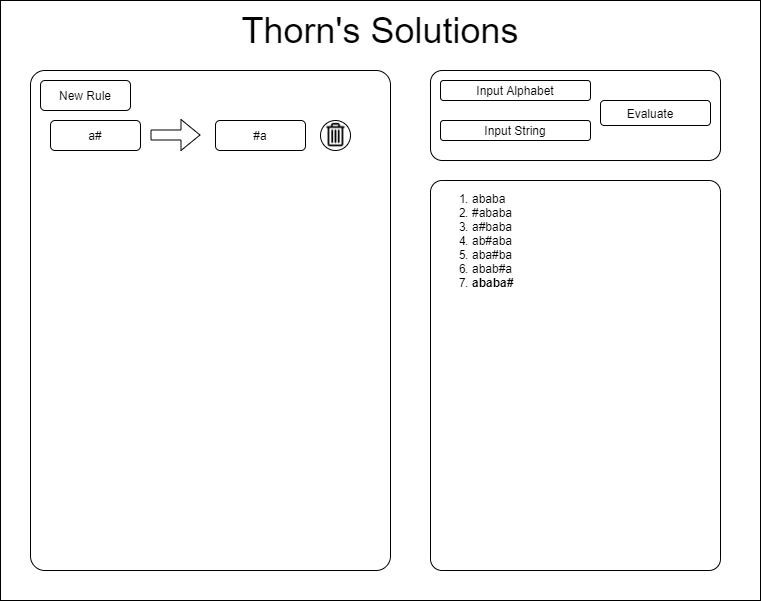 Thorn's Solutions
New Rule
a#
#a
Input Alphabet
Input String
Evaluate
1. ababa
2. #ababa
3. a#baba
4. ab#aba
5. aba#ba
6. abab#a
7. ababa#